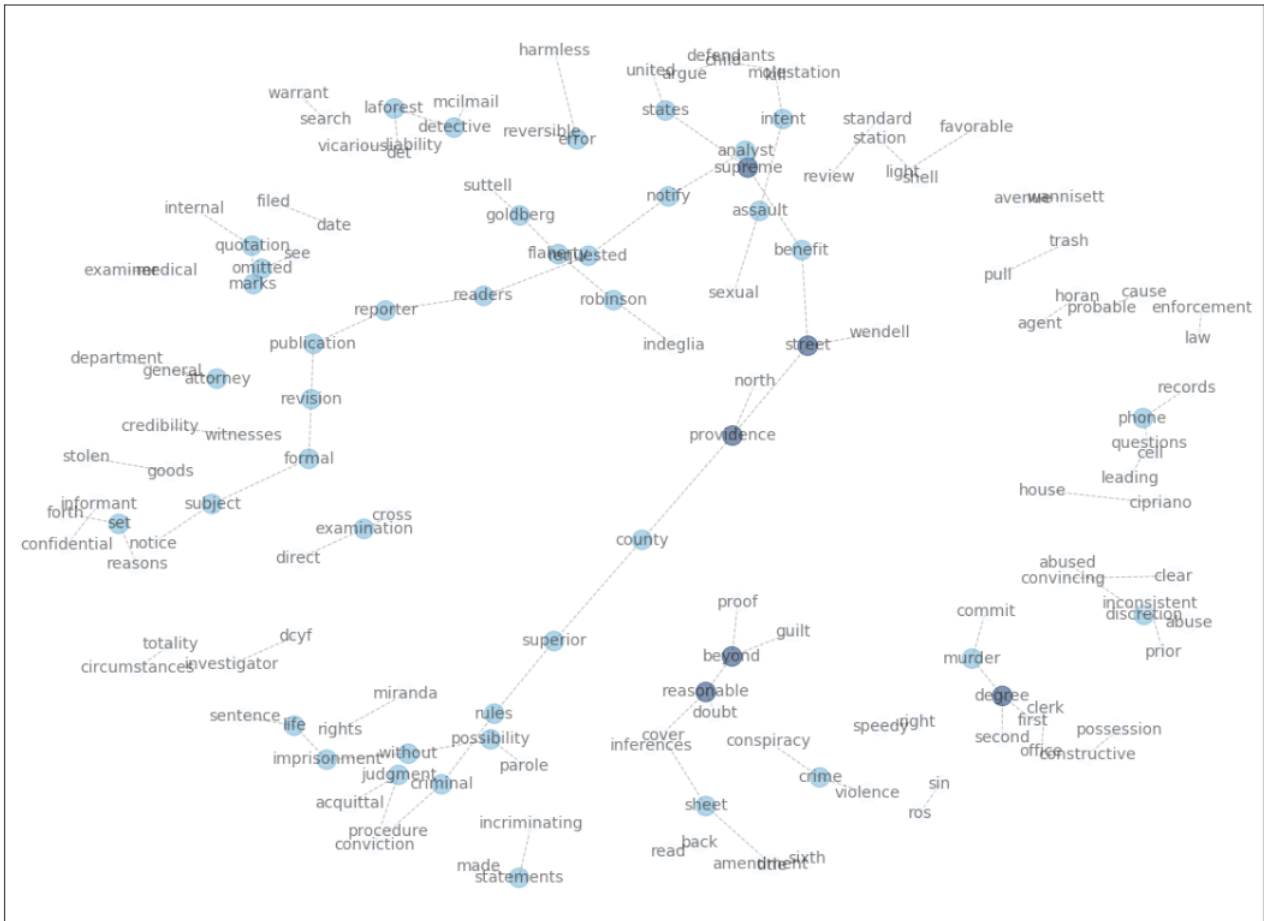 harmless
defendants
child
united
argue
molestation
kill
warrant
laforest
mcilmail
states
search
detective
intent
standard
favorable
reversible
error
station
vicarious
liability
det
analyst
supreme
review
light
shell
suttell
notify
internal
filed
goldberg
assault
avenue
wannisett
date
quotation
see
flaherty
requested
benefit
trash
examiner
medical
omitted
marks
pull
readers
robinson
sexual
horan
cause
reporter
probable
enforcement
agent
publication
indeglia
street
wendell
law
department
general
attorney
north
records
revision
phone
credibility
witnesses
providence
questions
cell
stolen
formal
goods
leading
informant
subject
house
cipriano
forth
set
cross
examination
confidential
notice
county
reasons
direct
abused
convincing
clear
proof
commit
inconsistent
discretion
abuse
totality
dcyf
superior
guilt
circumstances
investigator
beyond
murder
prior
miranda
reasonable
degree
sentence
life
rights
rules
doubt
clerk
first
speedy
right
second
possession
possibility
cover
inferences
conspiracy
office
constructive
imprisonment
without
parole
judgment
criminal
crime
violence
sin
acquittal
sheet
ros
procedure
conviction
incriminating
back
read
made
statements
amendment
title
sixth